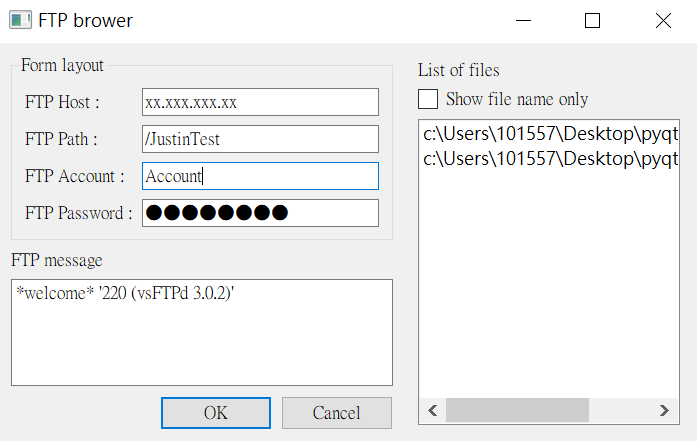 FTP brower
Form layout
FTP Host :
xx.xxx.xxx.xx
FTP Path :
/JustinTest
FTP Account :
Account
FTP Password :
●●●●●●●●
FTP message
*welcome* '220 (vsFTPd 3.0.2)'
OK
Cancel
List of files
Show file name only
c:\Users\101557\Desktop\pyqt
c:\Users\101557\Desktop\pyqt